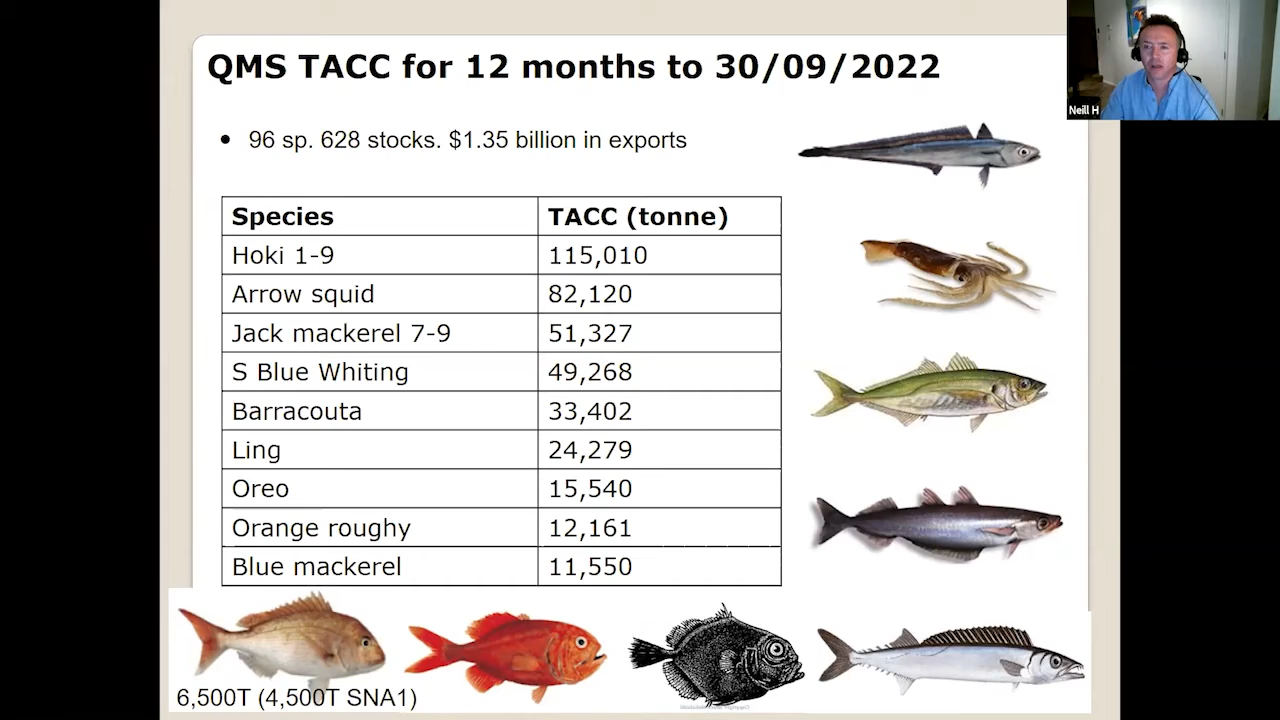 QMS TACC for 12 months to 30/09/2022
Neill H
• 96 sp. 628 stocks. $1.35 billion in exports
Species TACC (tonne)
Hoki 1-9 115,010
Arrow squid 82,120
Jack mackerel 7-9 51,327
S Blue Whiting 49,268
Barracouta 33,402
Ling 24,279
Oreo 15,540
Orange roughy 12,161
Blue mackerel 11,550
6,500T (4,500T SNA1)